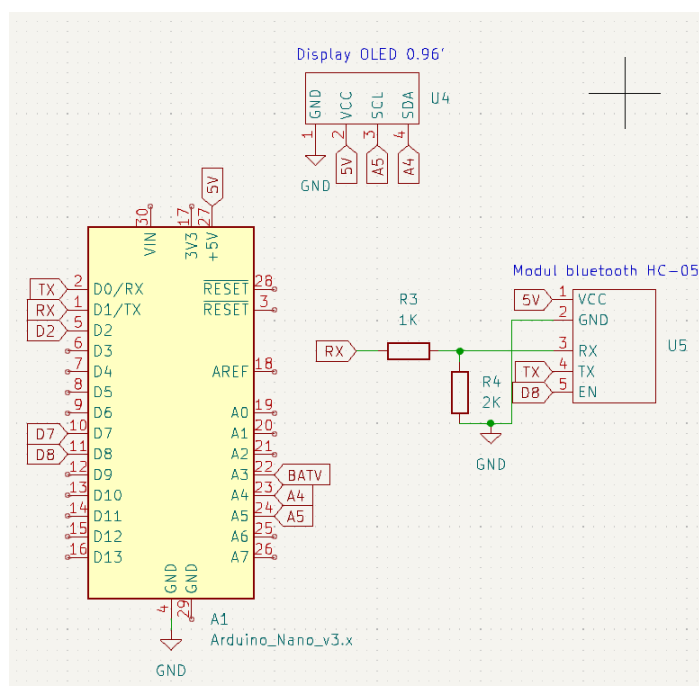 Display OLED 0.96'
GND
VCC
SCL
SDA
U4
1
2
3
4
5V
A5
A4
GND
5V
30
17
27
VIN
3V3
+5V
TX 2 D0/RX RESET 28
RX 1 D1/TX RESET 3
D2 5 D2
6 D3
7 D4 AREF 18
8 D5
9 D6 A0 19
D7 10 D7 A1 20
D8 11 D8 A2 21
12 D9 A3 22 BATV
13 D10 A4 23 A4
14 D11 A5 24 A5
15 D12 A6 25
16 D13 A7 26
GND
GND
4
29
A1
Arduino_Nano_v3.x
GND
Modul bluetooth HC-05
5V 1 VCC
2 GND
R3
1K
RX
3 RX
U5
TX 4 TX
D8 5 EN
R4
2K
GND